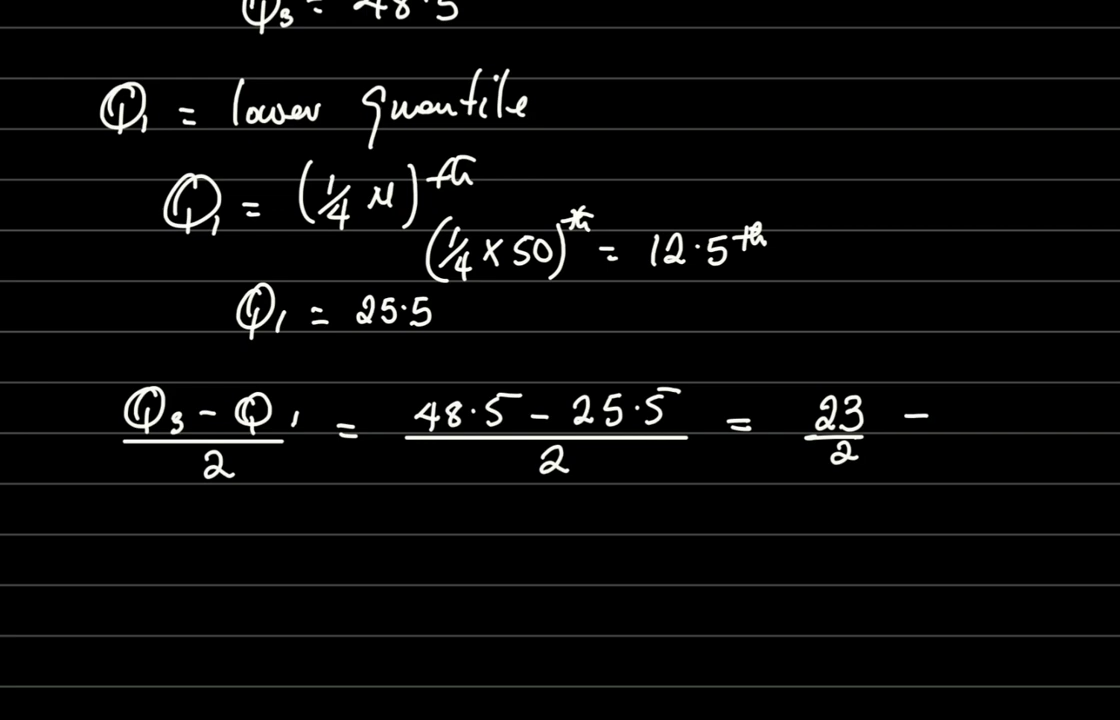 Q₃ = 48.5
Q₁ = lower quantile
Q₁ = (1/4 N)th
(1/4 × 50)th = 12.5th
Q₁ = 25.5
(Q₃ - Q₁)/2 = (48.5 - 25.5)/2 = 23/2 -